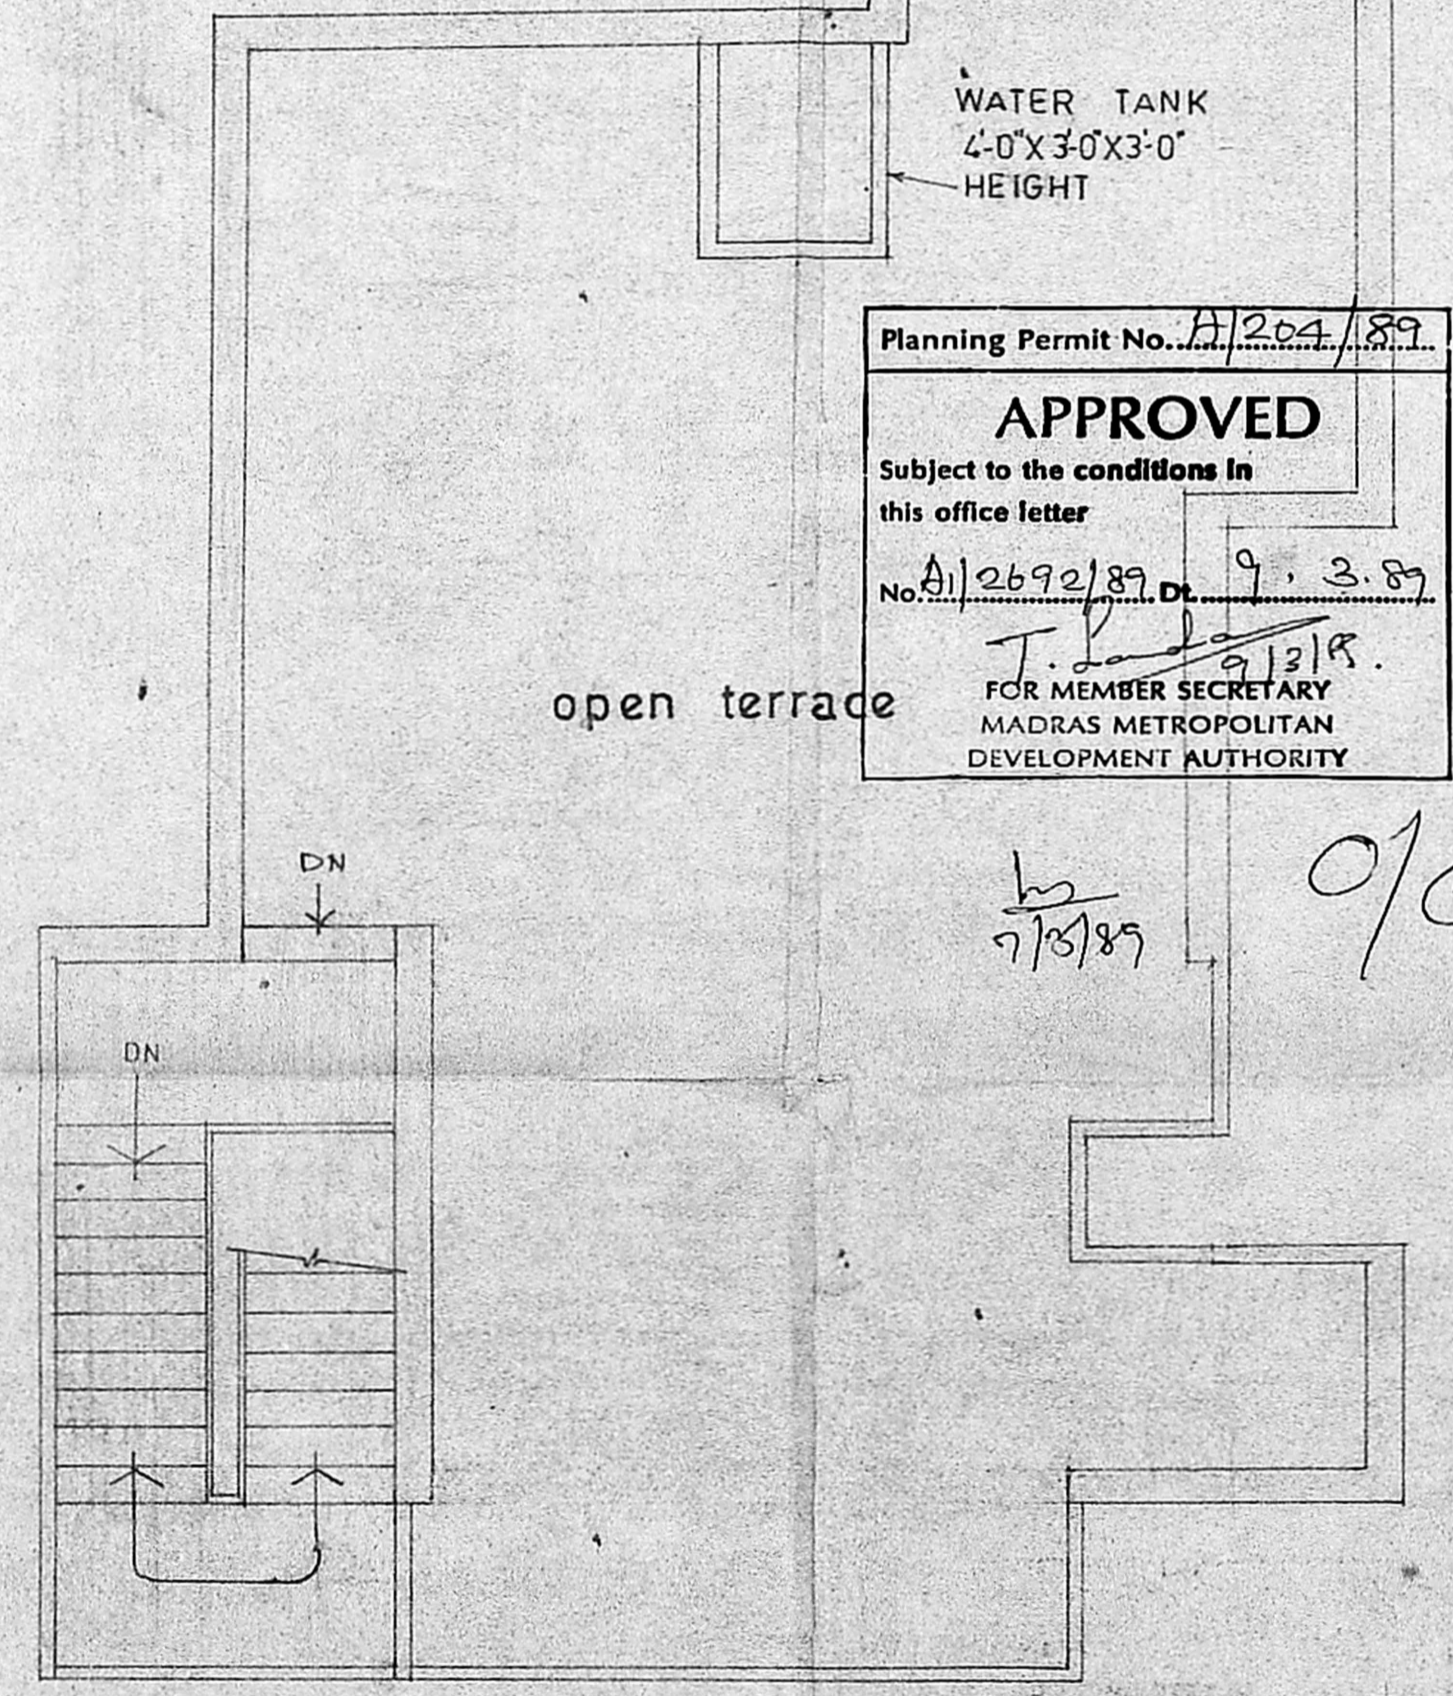 WATER TANK
4'-0"X3'-0"X3'-0"
HEIGHT
Planning Permit No. A/204/89
APPROVED
Subject to the conditions in
this office letter
No. A1/2692/89 Dt. 9.3.89
9/3/
FOR MEMBER SECRETARY
MADRAS METROPOLITAN
DEVELOPMENT AUTHORITY
open terrace
7/3/89
DN
DN